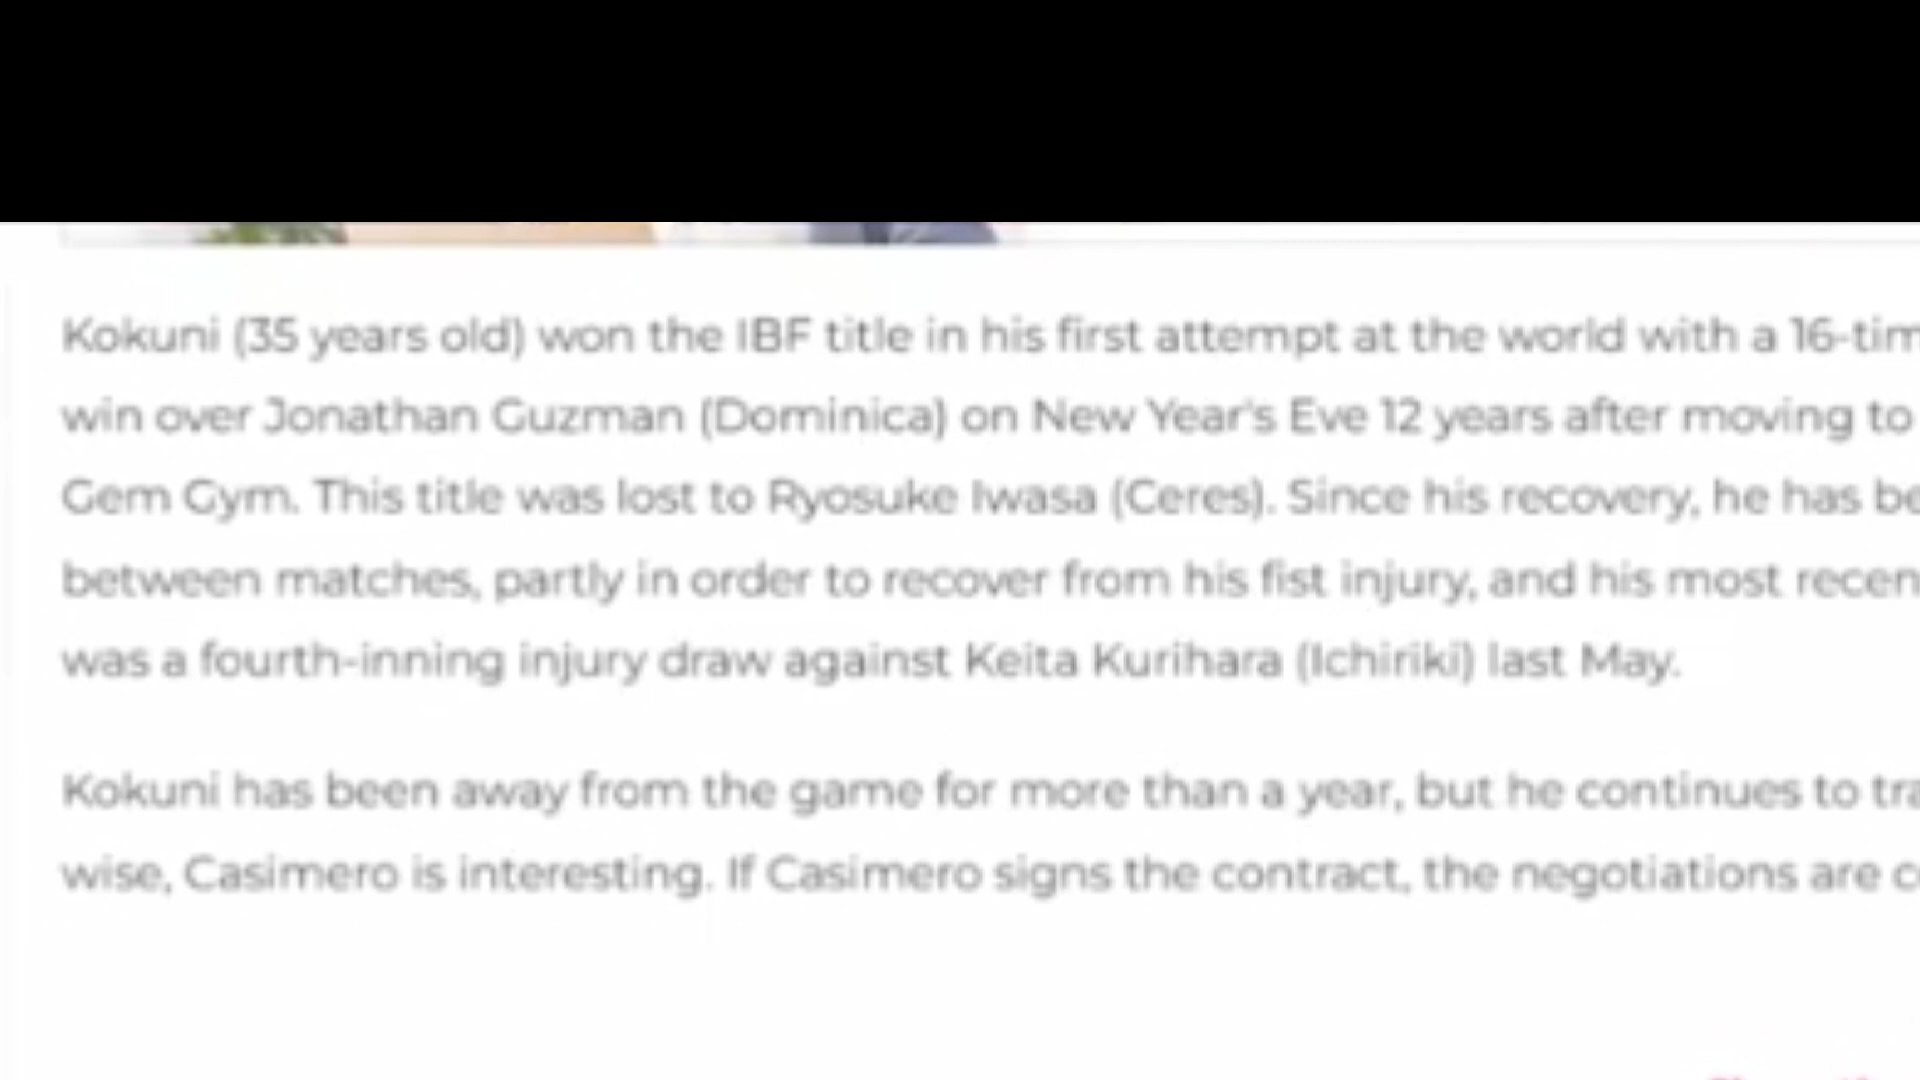 Kokuni (35 years old) won the IBF title in his first attempt at the world with a 16-tim
win over Jonathan Guzman (Dominica) on New Year's Eve 12 years after moving to
Gem Gym. This title was lost to Ryosuke Iwasa (Ceres). Since his recovery, he has be
between matches, partly in order to recover from his fist injury, and his most recen
was a fourth-inning injury draw against Keita Kurihara (Ichiriki) last May.
Kokuni has been away from the game for more than a year, but he continues to tra
wise, Casimero is interesting. If Casimero signs the contract, the negotiations are c